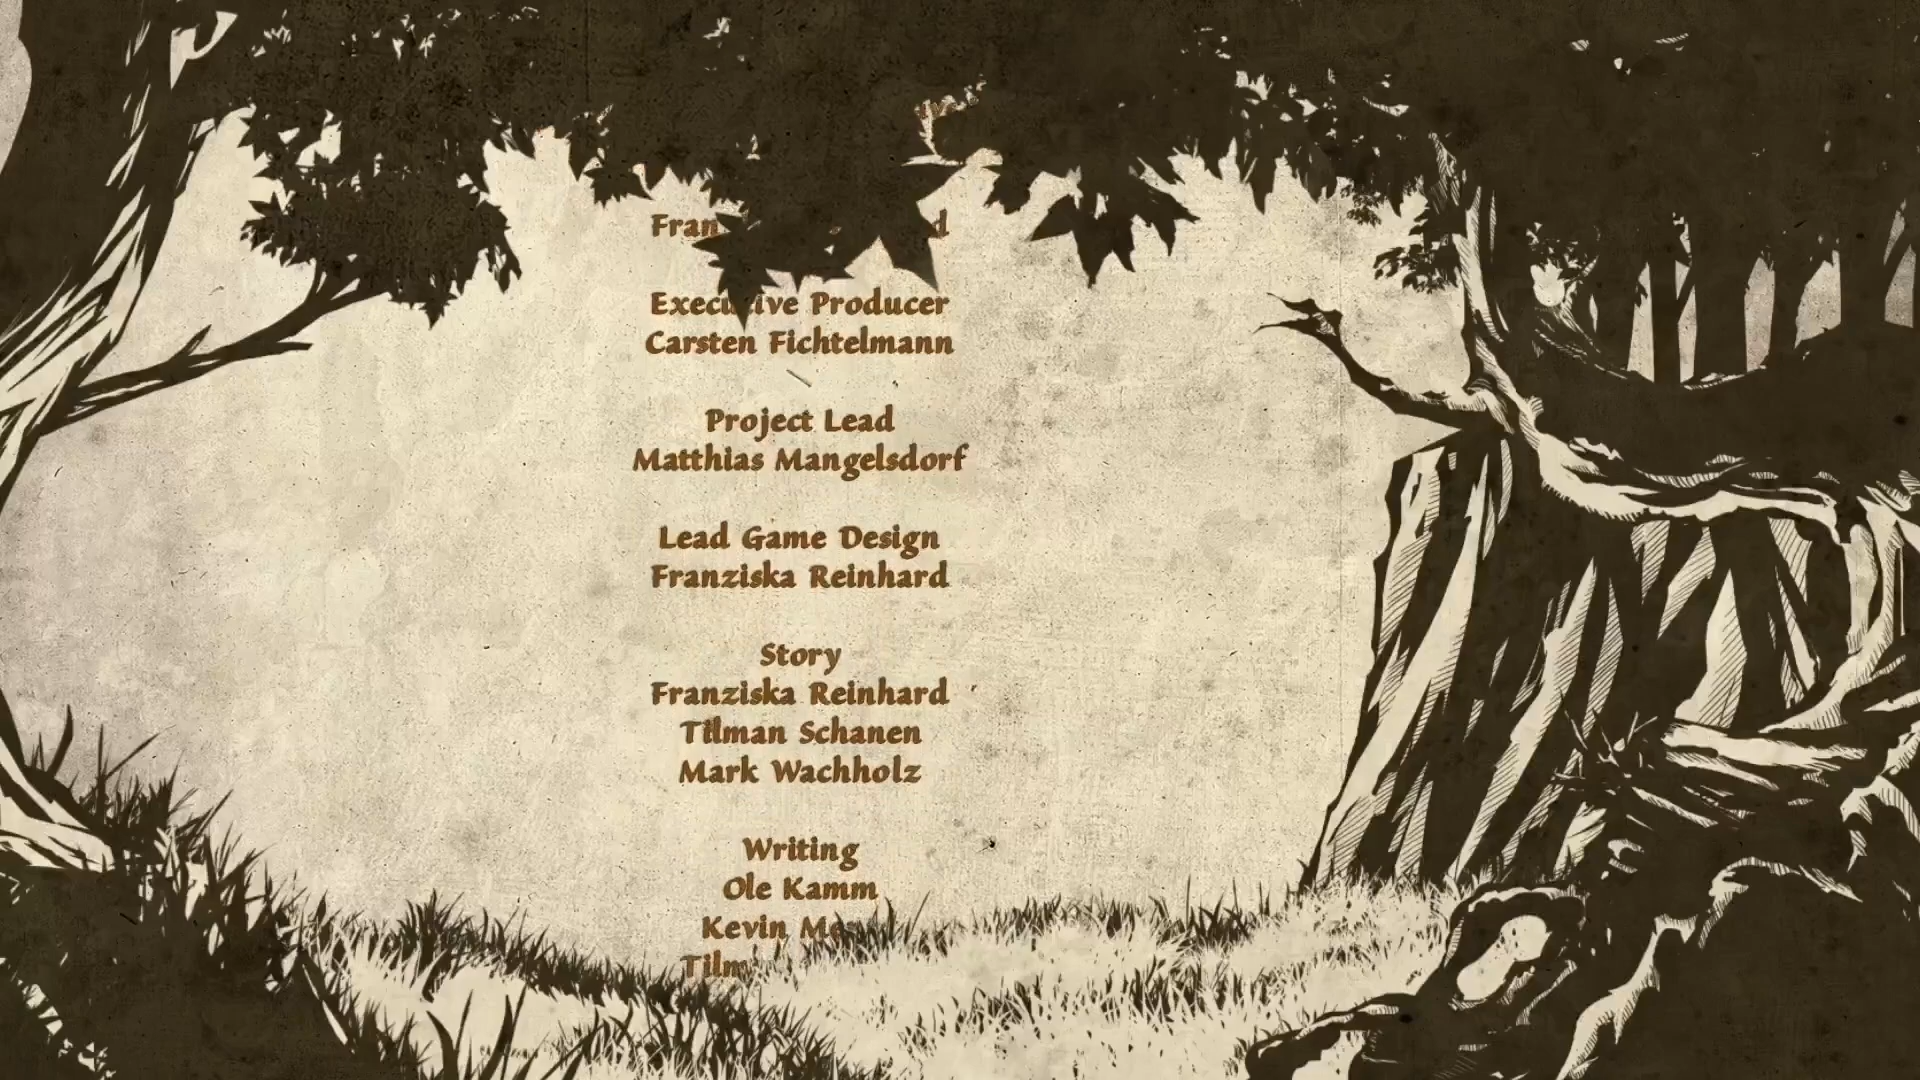 Executive Producer
Carsten Fichtelmann
Project Lead
Matthias Mangelsdorf
Lead Game Design
Franziska Reinhard
Story
Franziska Reinhard
Tilman Schanen
Mark Wachholz
Writing
Ole Kamm
Kevin